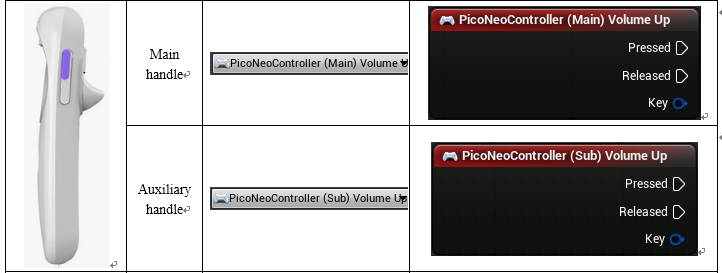 Main
handle
PicoNeoController (Main) Volume
PicoNeoController (Main) Volume Up
Pressed
Released
Key
Auxiliary
handle
PicoNeoController (Sub) Volume Up
PicoNeoController (Sub) Volume Up
Pressed
Released
Key